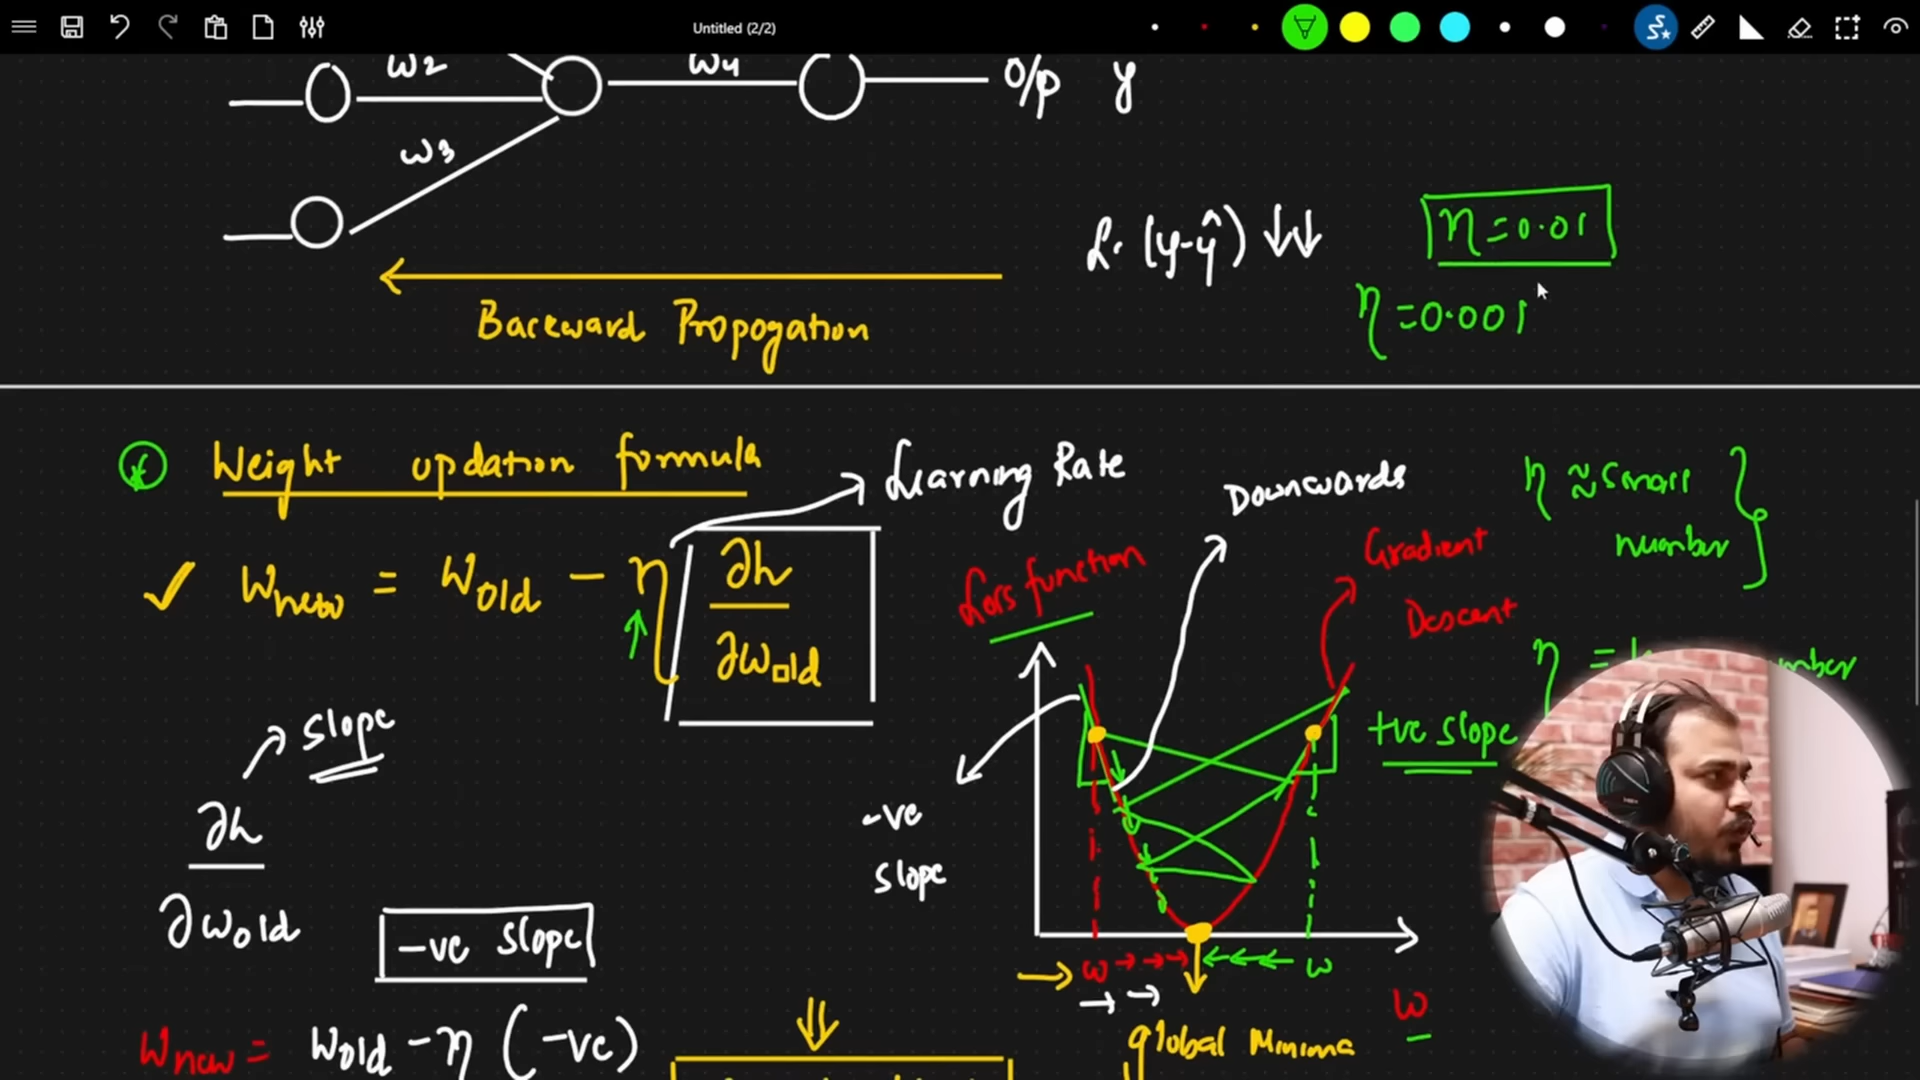 Untitled (2/2)
w2
w4
O/p y
w3
L. (y-ŷ) ↓↓
η=0.01
η=0.001
Backward Propogation
Weight updation formula
Learning Rate
Downwards
η ≈ small
number
Wnew = Wold - η ∂h
∂wold
Loss function
Gradient
Descent
η =
slope
+ve slope
∂h
∂wold
-ve
slope
-ve slope
w → → →
w
w
Wnew = Wold - η (-ve)
global Minima